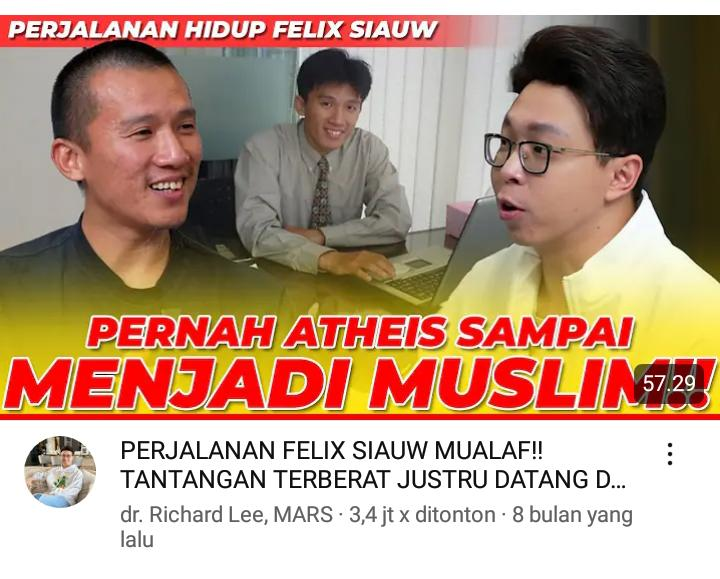 PERJALANAN HIDUP FELIX SIAUW
PERNAH ATHEIS SAMPAI
MENJADI MUSLIM!!
57.29
PERJALANAN FELIX SIAUW MUALAF!!
TANTANGAN TERBERAT JUSTRU DATANG D...
dr. Richard Lee, MARS · 3,4 jt x ditonton · 8 bulan yang
lalu